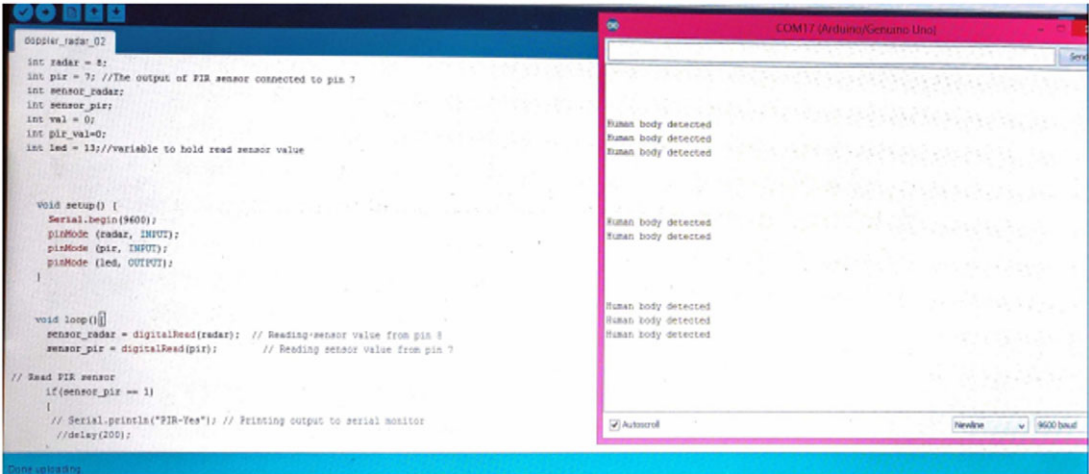 doppler_radar_02
int radar = 8;
int pir = 7; //The output of PIR sensor connected to pin 7
int sensor_radar;
int sensor_pir;
int val = 0;
int pir_val=0;
int led = 13;//variable to hold read sensor value
void setup() {
Serial.begin(9600);
pinMode (radar, INPUT);
pinMode (pir, INPUT);
pinMode (led, OUTPUT);
}
void loop(){
sensor_radar = digitalRead(radar); // Reading-sensor value from pin 8
sensor_pir = digitalRead(pir); // Reading sensor value from pin 7
// Read PIR sensor
if(sensor_pir == 1)
{
// Serial.println("PIR-Yes"); // Printing output to serial monitor
//delay(200);
Done uploading
COM17 (Arduino/Genuino Uno)
Send
Human body detected
Human body detected
Human body detected
Human body detected
Human body detected
Human body detected
Human body detected
Human body detected
Autoscroll
Newline
9600 baud